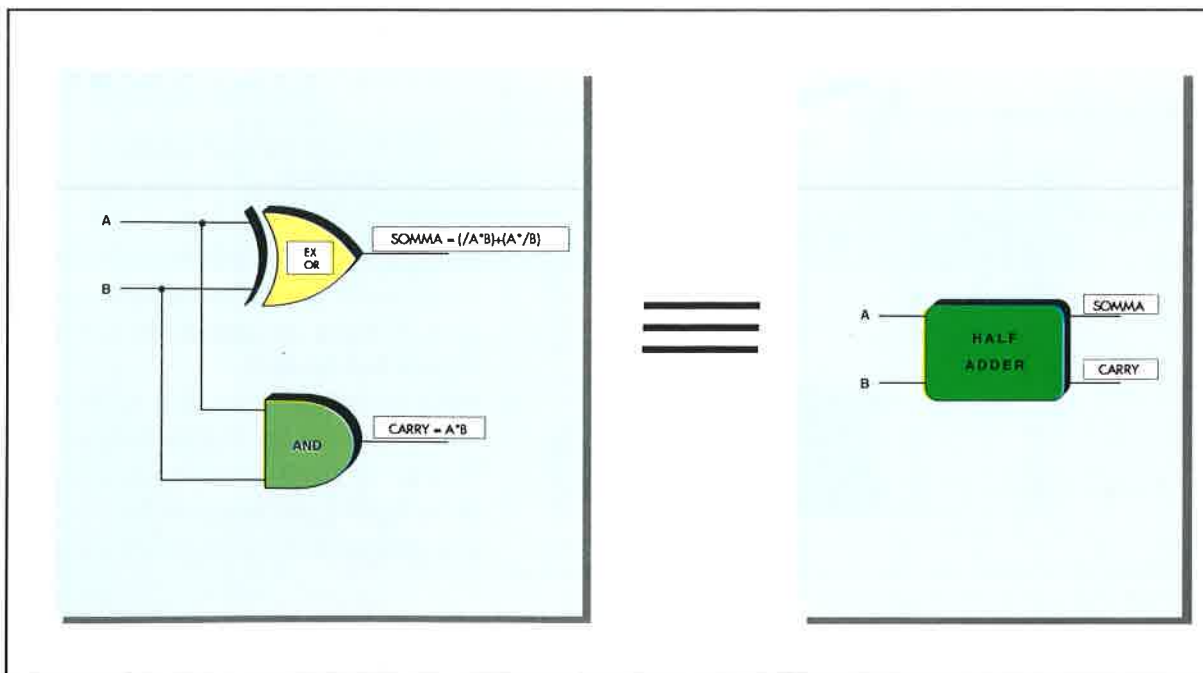 A
B
EX
OR
SOMMA = (/A*B)+(A*/B)
AND
CARRY = A*B
A
B
HALF
ADDER
SOMMA
CARRY